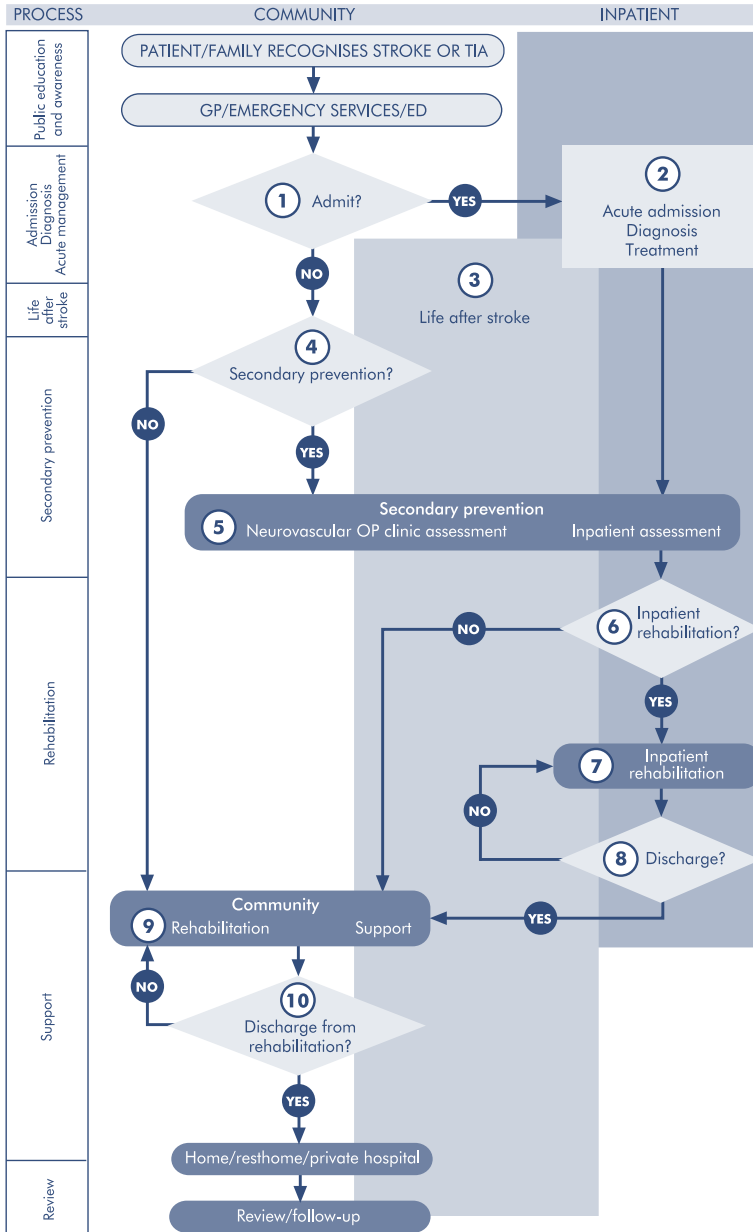 PROCESS
COMMUNITY
INPATIENT
Public education
and awareness
PATIENT/FAMILY RECOGNISES STROKE OR TIA
GP/EMERGENCY SERVICES/ED
Admission
Diagnosis
Acute management
1 Admit?
YES
2
Acute admission
Diagnosis
Treatment
NO
3
Life after stroke
Life
after
stroke
4
Secondary prevention?
NO
YES
Secondary prevention
Secondary prevention
5 Neurovascular OP clinic assessment Inpatient assessment
Rehabilitation
6 Inpatient
rehabilitation?
NO
YES
7 Inpatient
rehabilitation
NO
8 Discharge?
YES
Support
Community
9 Rehabilitation Support
NO
10
Discharge from
rehabilitation?
YES
Home/resthome/private hospital
Review
Review/follow-up